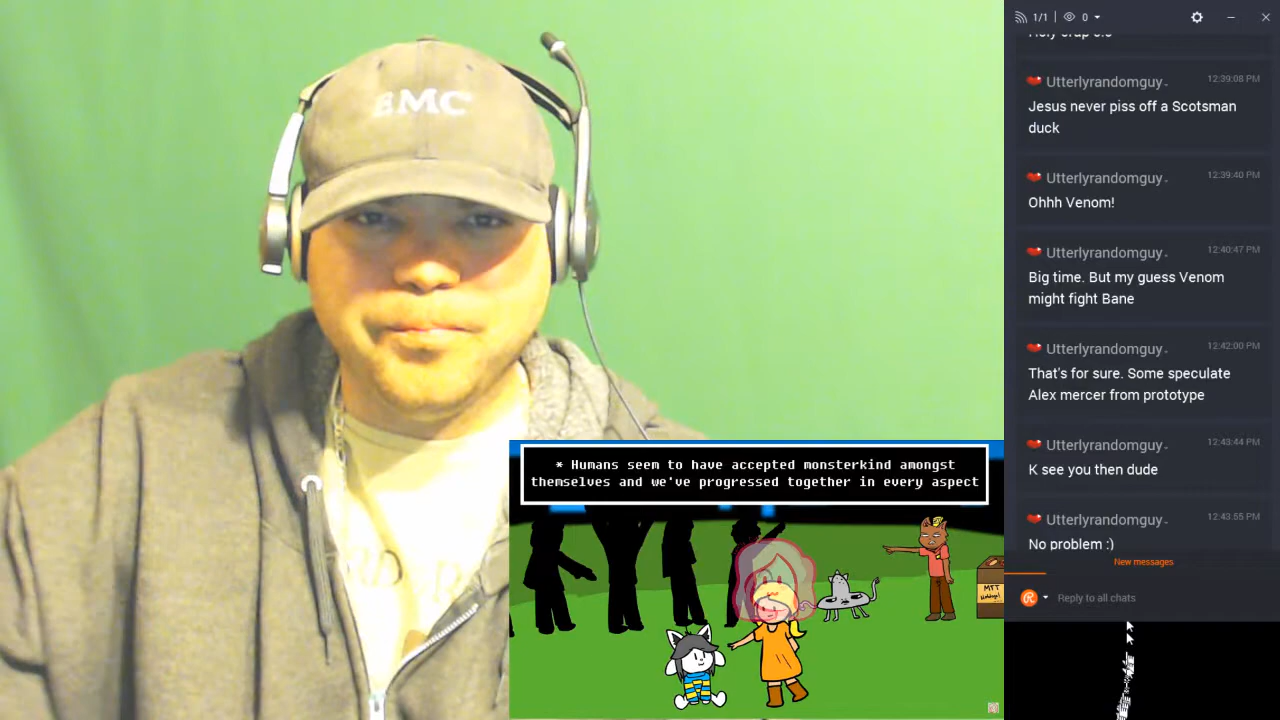 EMC
* Humans seem to have accepted monsterkind amongst
themselves and we've progressed together in every aspect
MTT
1/1
0
Utterlyrandomguy
12:39:08 PM
Jesus never piss off a Scotsman
duck
Utterlyrandomguy
12:39:40 PM
Ohhh Venom!
Utterlyrandomguy
12:40:47 PM
Big time. But my guess Venom
might fight Bane
Utterlyrandomguy
12:42:00 PM
That's for sure. Some speculate
Alex mercer from prototype
Utterlyrandomguy
12:43:44 PM
K see you then dude
Utterlyrandomguy
12:43:55 PM
No problem :)
New messages
Reply to all chats